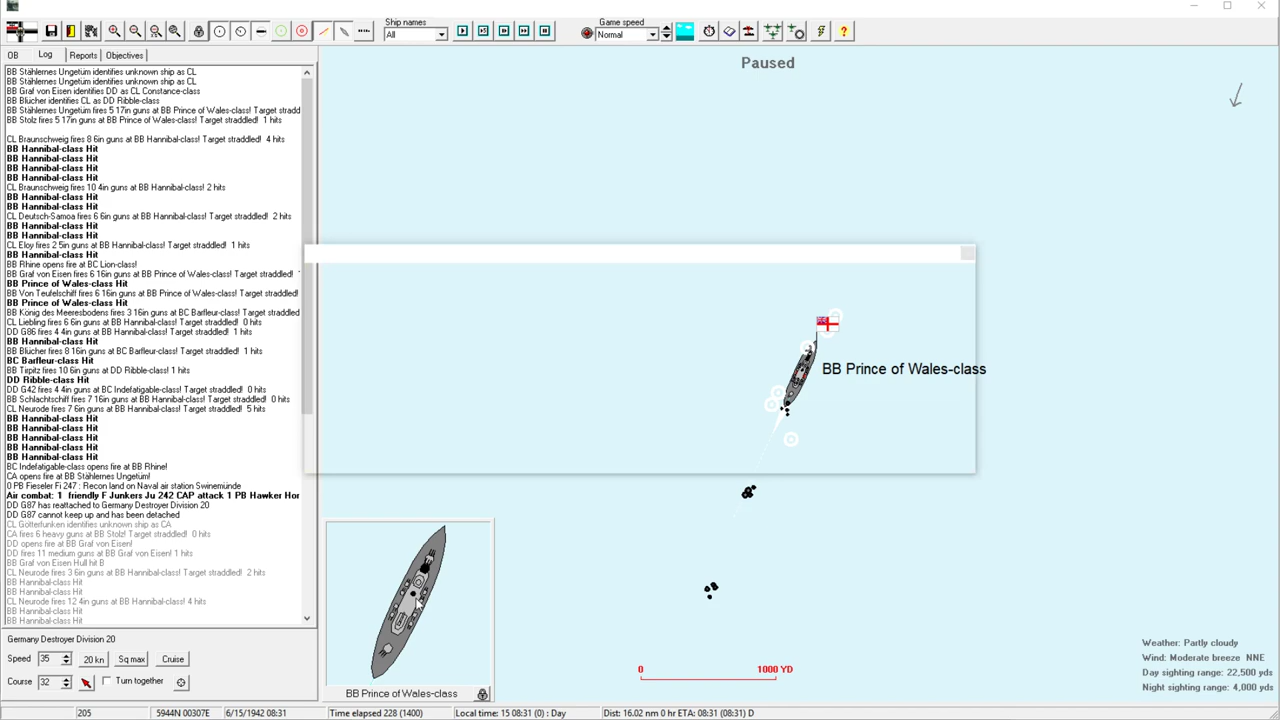 Ship names
Game speed
All
Normal
OB
Log
Reports
Objectives
Paused
BB Stählernes Ungetüm identifies unknown ship as CL
BB Stählernes Ungetüm identifies unknown ship as CL
BB Graf von Eisen identifies DD as CL Constance-class
BB Blücher identifies CL as DD Ribble-class
BB Stählernes Ungetüm fires 5 17in guns at BB Prince of Wales-class! Target stradd
BB Stolz fires 5 17in guns at BB Prince of Wales-class! 1 hits
CL Braunschweig fires 8 6in guns at BB Hannibal-class! Target straddled! 4 hits
BB Hannibal-class Hit
BB Hannibal-class Hit
BB Hannibal-class Hit
BB Hannibal-class Hit
CL Braunschweig fires 10 4in guns at BB Hannibal-class! 2 hits
BB Hannibal-class Hit
BB Hannibal-class Hit
CL Deutsch-Samoa fires 6 6in guns at BB Hannibal-class! Target straddled! 2 hits
BB Hannibal-class Hit
BB Hannibal-class Hit
CL Eloy fires 2 5in guns at BB Hannibal-class! Target straddled! 1 hits
BB Hannibal-class Hit
BB Rhine opens fire at BC Lion-class!
BB Graf von Eisen fires 6 16in guns at BB Prince of Wales-class! Target straddled!
BB Prince of Wales-class Hit
BB Von Teufelschiff fires 6 16in guns at BB Prince of Wales-class! Target straddled!
BB Prince of Wales-class Hit
BB König des Meeresbodens fires 3 16in guns at BC Barfleur-class! Target straddled
CL Liebling fires 6 6in guns at BB Hannibal-class! Target straddled! 0 hits
DD G86 fires 4 4in guns at BB Hannibal-class! Target straddled! 1 hits
BB Hannibal-class Hit
BB Blücher fires 8 16in guns at BC Barfleur-class! Target straddled! 1 hits
BC Barfleur-class Hit
BB Tirpitz fires 10 6in guns at DD Ribble-class! 1 hits
DD Ribble-class Hit
DD G42 fires 4 4in guns at BC Indefatigable-class! Target straddled! 0 hits
BB Schlachtschiff fires 7 16in guns at BB Prince of Wales-class! Target straddled! 0 hits
CL Neurode fires 7 6in guns at BB Hannibal-class! Target straddled! 5 hits
BB Hannibal-class Hit
BB Hannibal-class Hit
BB Hannibal-class Hit
BB Hannibal-class Hit
BB Hannibal-class Hit
BC Indefatigable-class opens fire at BB Rhine!
CA opens fire at BB Stählernes Ungetüm!
0 PB Fieseler Fi 247 : Recon land on Naval air station Swinemünde
Air combat: 1 friendly F Junkers Ju 242 CAP attack 1 PB Hawker Hor
DD G87 has reattached to Germany Destroyer Division 20
DD G87 cannot keep up and has been detached
CL Götterfunken identifies unknown ship as CA
CA fires 6 heavy guns at BB Stolz! Target straddled! 0 hits
DD opens fire at BB Graf von Eisen!
DD fires 11 medium guns at BB Graf von Eisen! 1 hits
BB Graf von Eisen Hull hit B
CL Neurode fires 3 6in guns at BB Hannibal-class! Target straddled! 2 hits
BB Hannibal-class Hit
BB Hannibal-class Hit
CL Neurode fires 12 4in guns at BB Hannibal-class! 4 hits
BB Hannibal-class Hit
BB Hannibal-class Hit
BB Prince of Wales-class
Germany Destroyer Division 20
Speed 35 20 kn Sq max Cruise
Course 32 Turn together
BB Prince of Wales-class
0 1000 YD
Weather: Partly cloudy
Wind: Moderate breeze NNE
Day sighting range: 22,500 yds
Night sighting range: 4,000 yds
205 5944N 00307E 6/15/1942 08:31 Time elapsed 228 (1400) Local time: 15 08:31 (0) : Day Dist: 16.02 nm 0 hr ETA: 08:31 (08:31) D